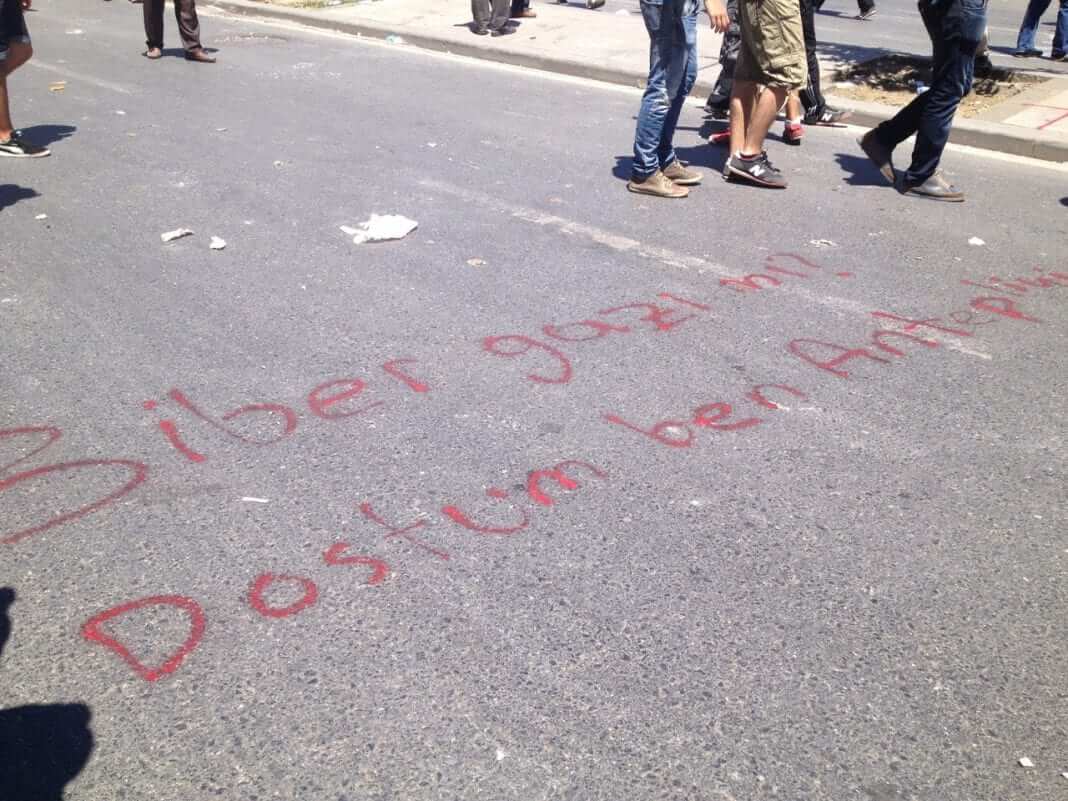 Biber gazı mı?
Dostum ben Antepliyim